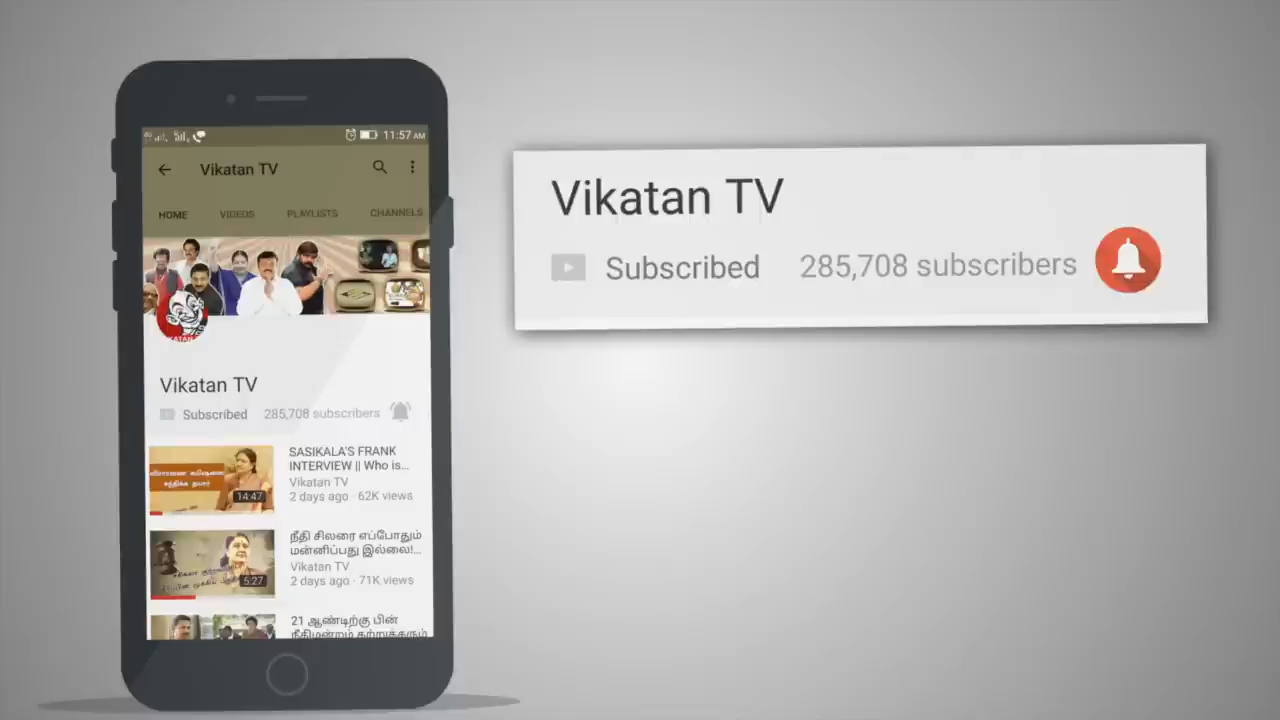 11:57 AM
Vikatan TV
HOME VIDEOS PLAYLISTS CHANNELS
Vikatan TV
Subscribed 285,708 subscribers
SASIKALA'S FRANK
INTERVIEW || Who is...
Vikatan TV
2 days ago · 62K views
14:47
நீதி சிலரை எப்போதும்
மன்னிப்பது இல்லை!...
Vikatan TV
2 days ago · 71K views
5:27
21 ஆண்டிற்கு பின்
Vikatan TV
Subscribed 285,708 subscribers